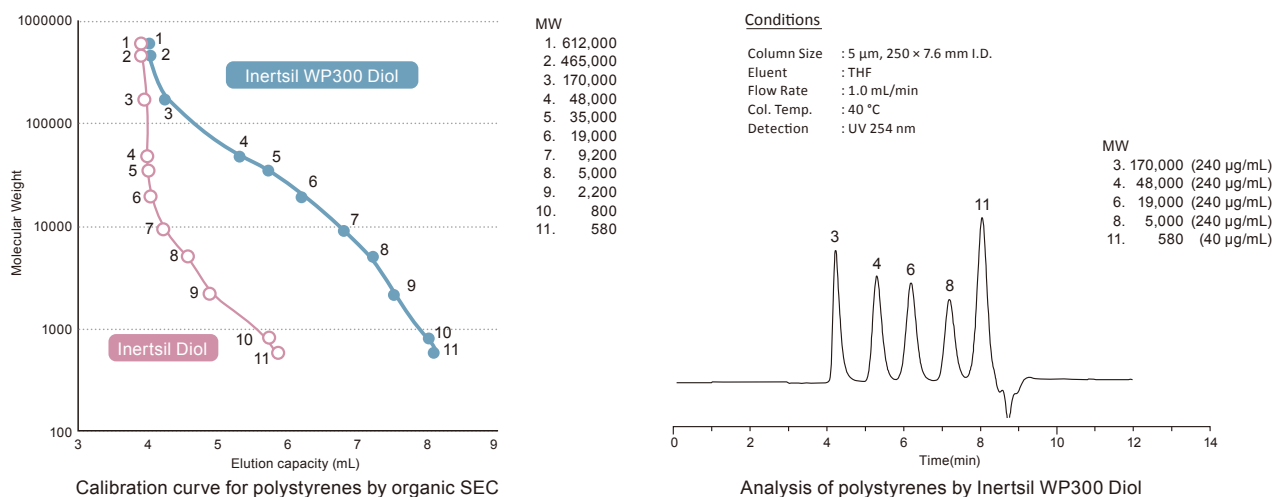 1000000
100000
10000
1000
100
Molecular Weight
1
2
3
4
5
6
7
8
9
10
11
1
2
3
4
5
6
7
8
9
10
11
Inertsil WP300 Diol
Inertsil Diol
3 4 5 6 7 8 9
Elution capacity (mL)
Calibration curve for polystyrenes by organic SEC
MW
1. 612,000
2. 465,000
3. 170,000
4. 48,000
5. 35,000
6. 19,000
7. 9,200
8. 5,000
9. 2,200
10. 800
11. 580
Conditions
Column Size : 5 μm, 250 × 7.6 mm I.D.
Eluent : THF
Flow Rate : 1.0 mL/min
Col. Temp. : 40 °C
Detection : UV 254 nm
MW
3. 170,000 (240 μg/mL)
4. 48,000 (240 μg/mL)
6. 19,000 (240 μg/mL)
8. 5,000 (240 μg/mL)
11. 580 (40 μg/mL)
3
4
6
8
11
0 2 4 6 8 10 12 14
Time(min)
Analysis of polystyrenes by Inertsil WP300 Diol